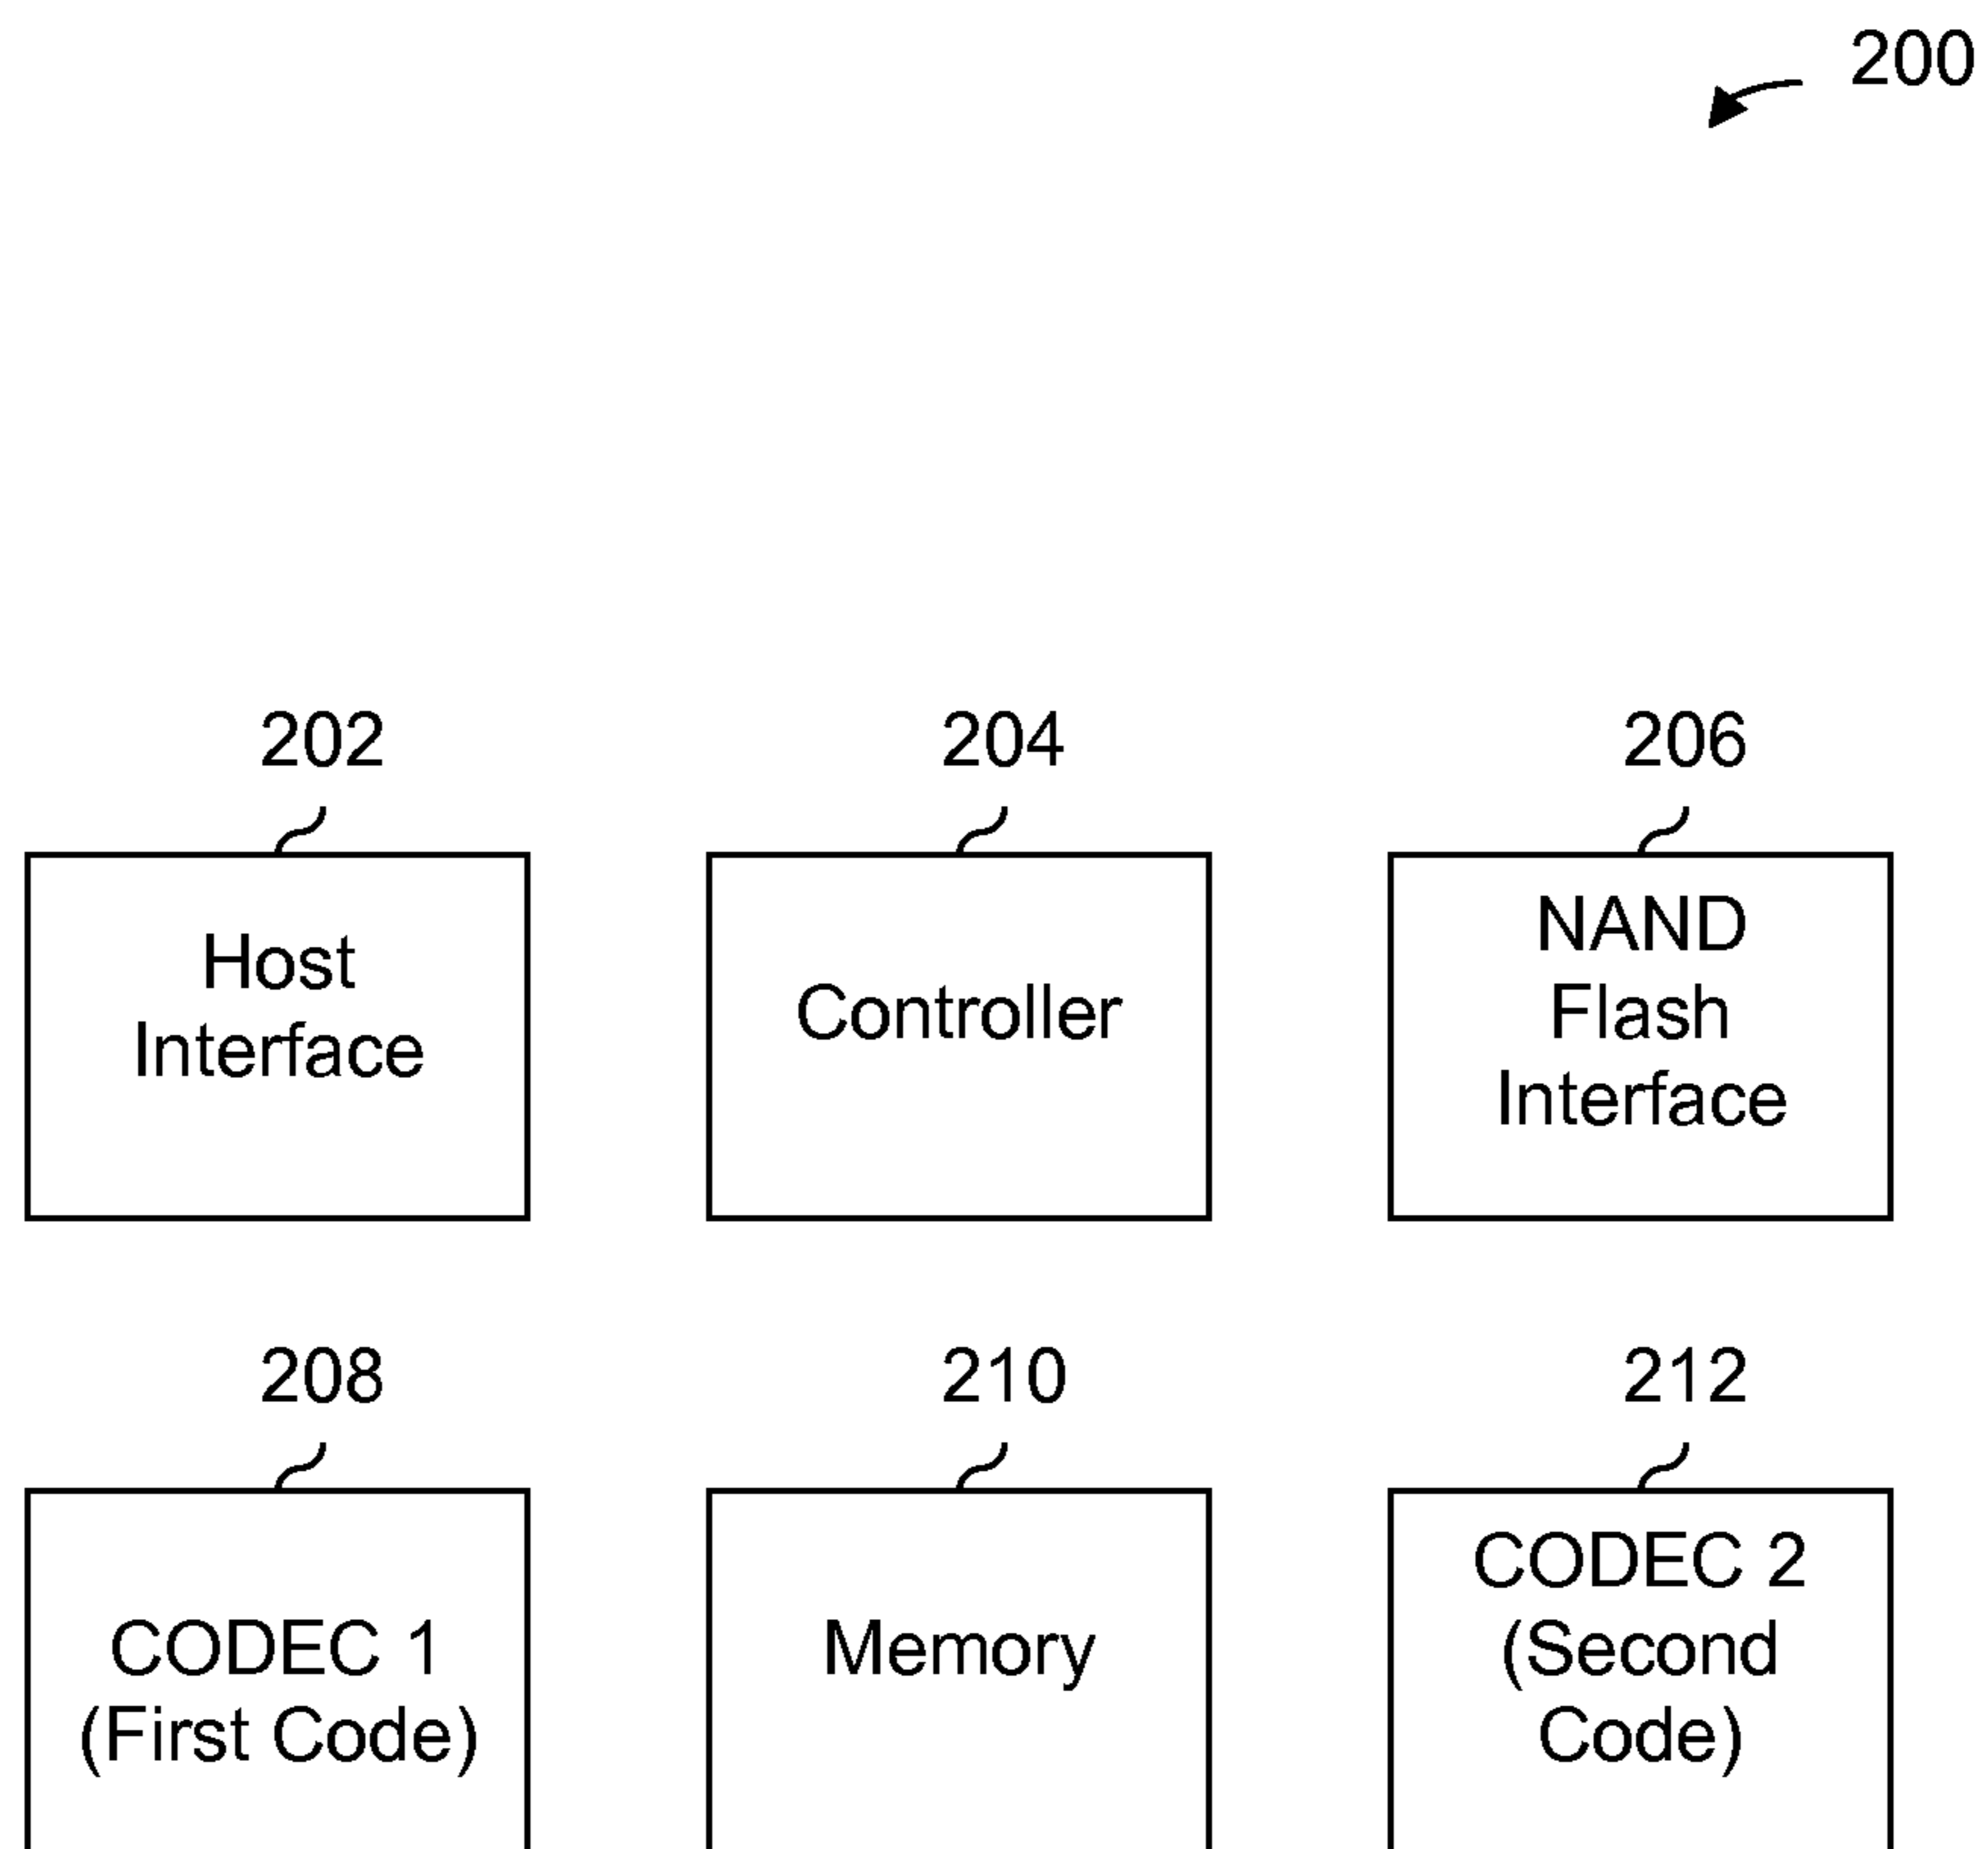 200
202
204
206
Host
Interface
Controller
NAND
Flash
Interface
208
210
212
CODEC 1
(First Code)
Memory
CODEC 2
(Second
Code)